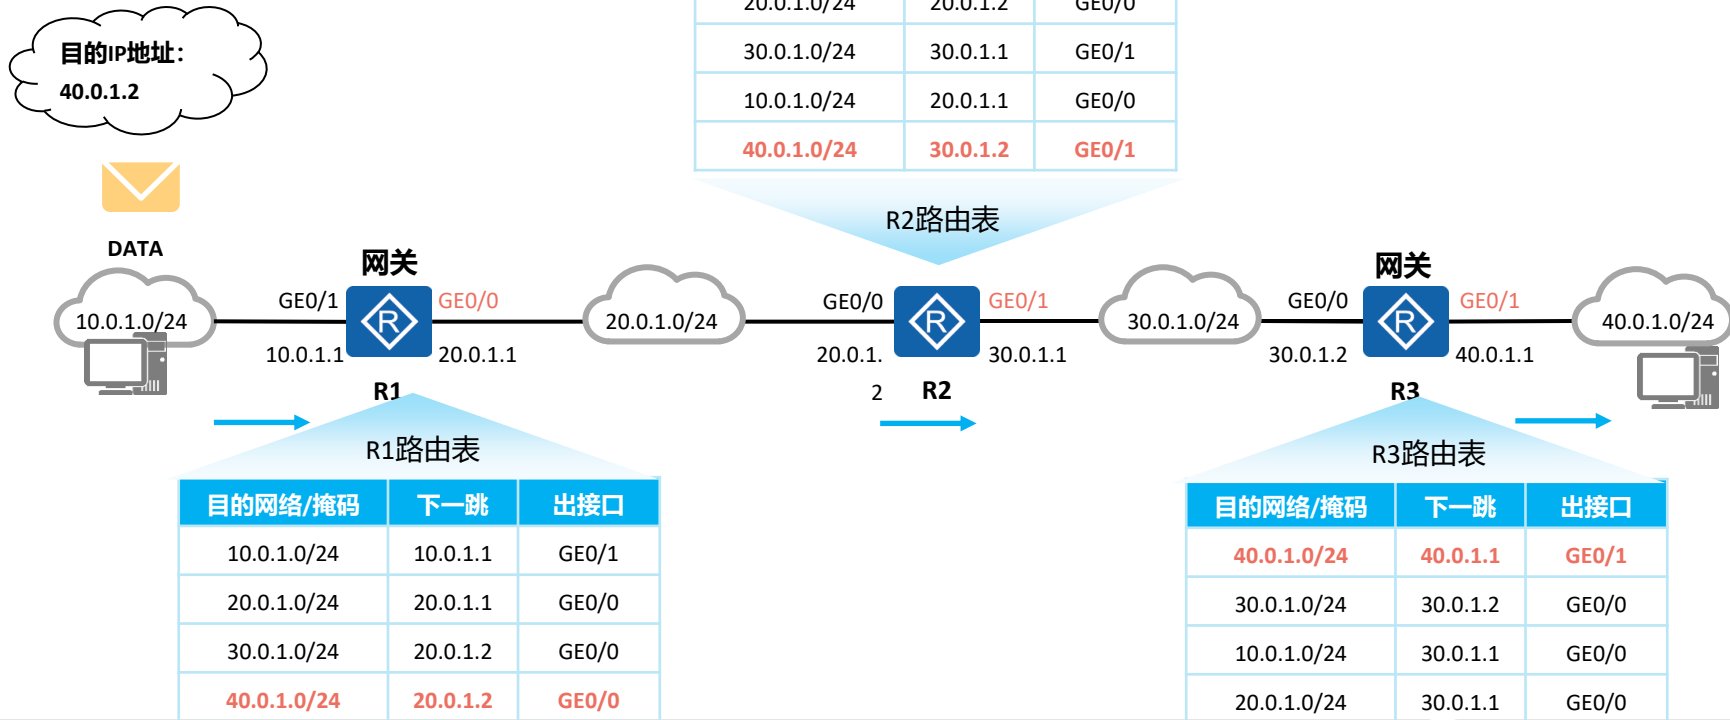 20.0.1.0/24 20.0.1.2 GE0/0
30.0.1.0/24 30.0.1.1 GE0/1
10.0.1.0/24 20.0.1.1 GE0/0
40.0.1.0/24 30.0.1.2 GE0/1
目的IP地址：
40.0.1.2
R2路由表
DATA
网关
网关
GE0/1
GE0/0
GE0/0
GE0/1
GE0/0
GE0/1
10.0.1.0/24
R
20.0.1.0/24
R
30.0.1.0/24
R
40.0.1.0/24
10.0.1.1
20.0.1.1
20.0.1.
2
30.0.1.1
30.0.1.2
40.0.1.1
R1
R2
R3
R1路由表
目的网络/掩码 下一跳 出接口
10.0.1.0/24 10.0.1.1 GE0/1
20.0.1.0/24 20.0.1.1 GE0/0
30.0.1.0/24 20.0.1.2 GE0/0
40.0.1.0/24 20.0.1.2 GE0/0
R3路由表
目的网络/掩码 下一跳 出接口
40.0.1.0/24 40.0.1.1 GE0/1
30.0.1.0/24 30.0.1.2 GE0/0
10.0.1.0/24 30.0.1.1 GE0/0
20.0.1.0/24 30.0.1.1 GE0/0